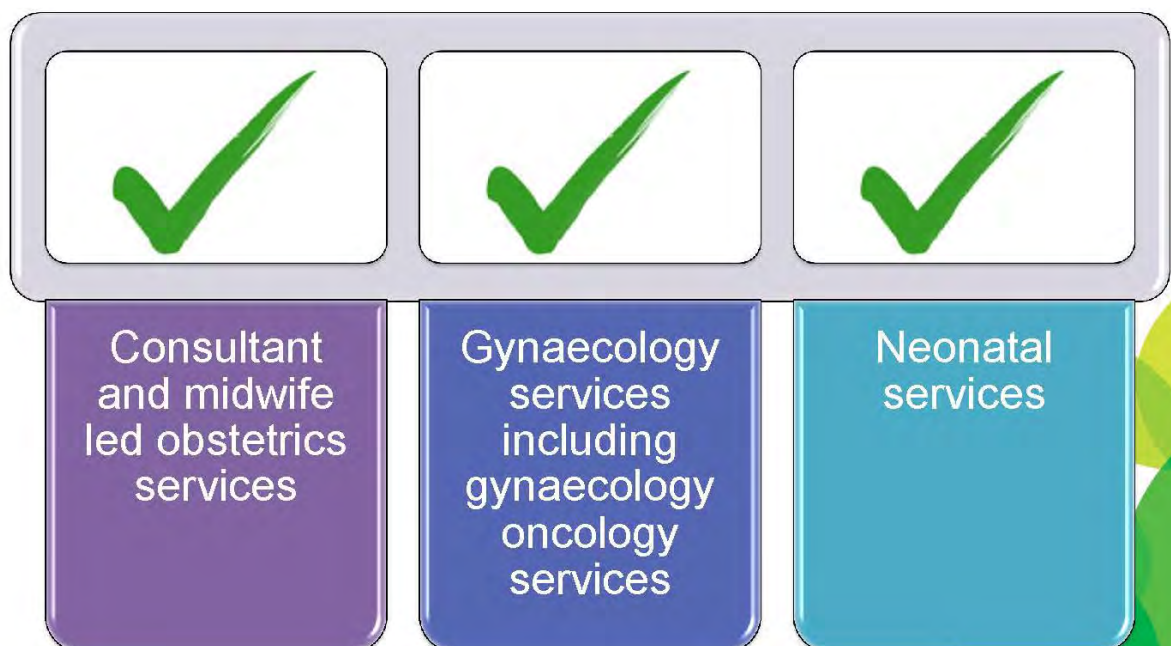 Consultant
and midwife
led obstetrics
services
Gynaecology
services
including
gynaecology
oncology
services
Neonatal
services